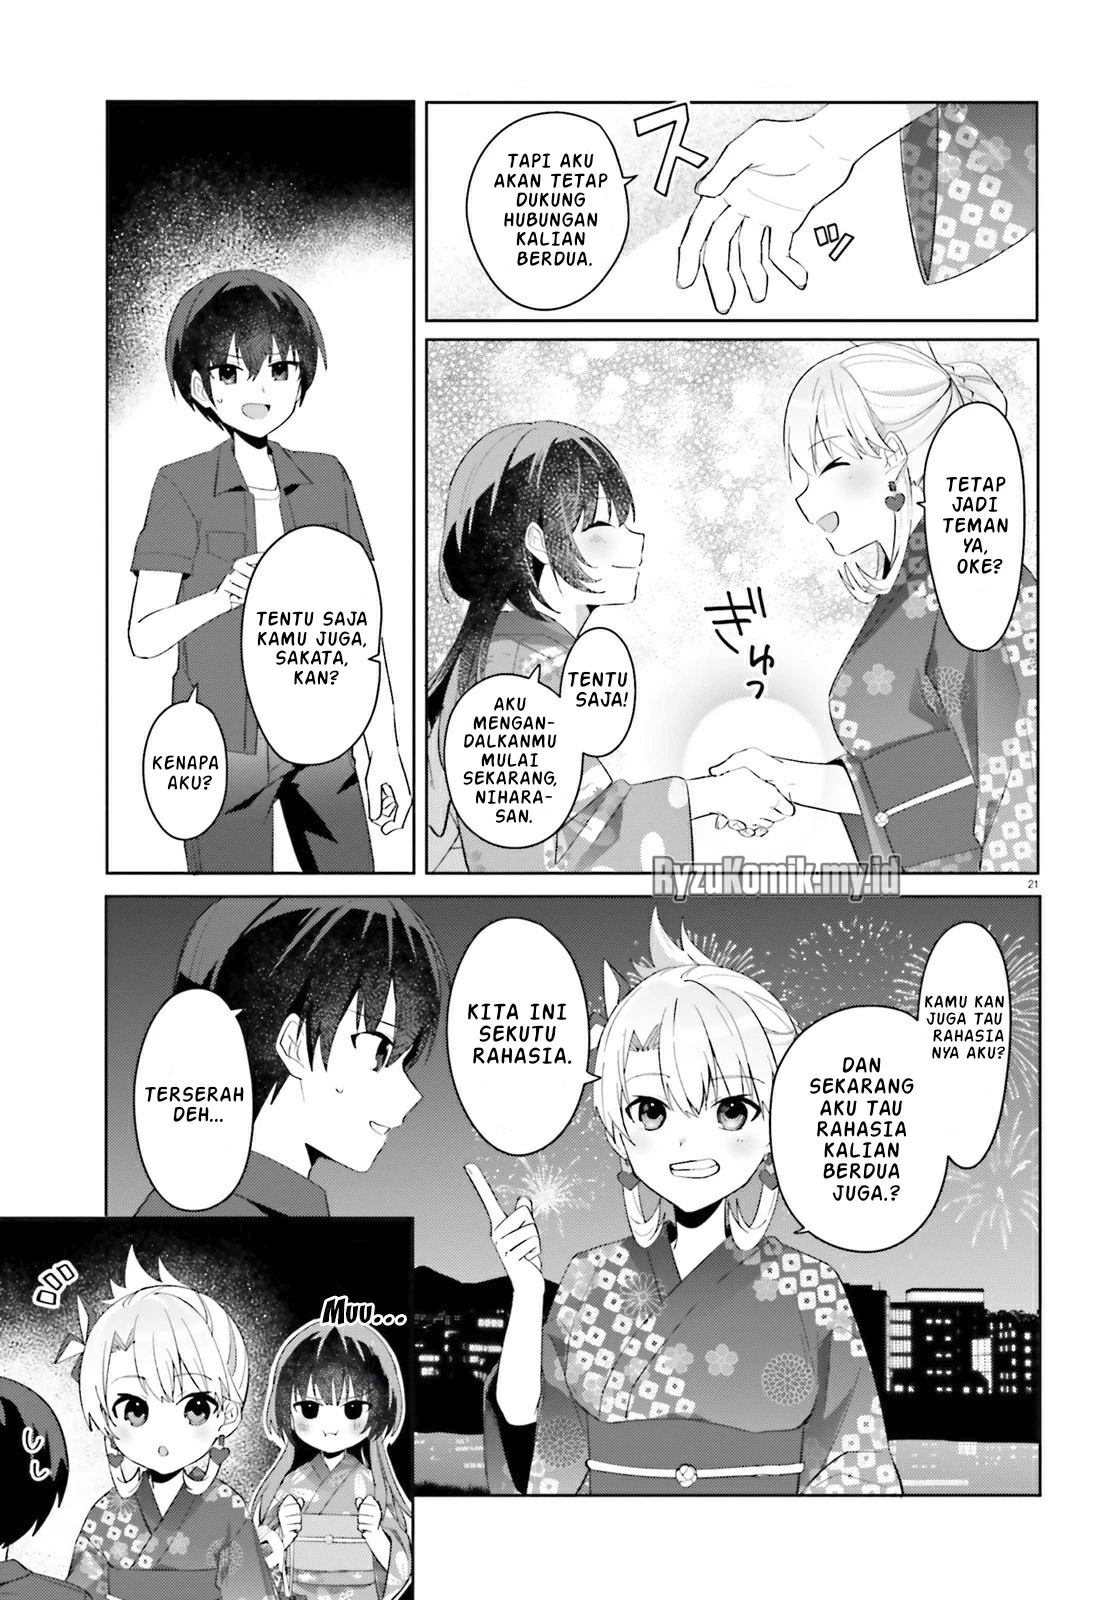 TAPI AKU
AKAN TETAP
DUKUNG
HUBUNGAN
KALIAN
BERDUA.
ス
TETAP
JADI
TEMAN
YA,
OKE?
ぎゅっ
TENTU
SAJA!
AKU
MENGAN-
DALKANMU
MULAI
SEKARANG,
NIHARA-
SAN.
TENTU SAJA
KAMU JUGA,
SAKATA,
KAN?
KENAPA
AKU?
RyzuKomik.my.id
21
KAMU KAN
JUGA TAU
RAHASIA
NYA AKU?
DAN
SEKARANG
AKU TAU
RAHASIA
KALIAN
BERDUA
JUGA.?
KITA INI
SEKUTU
RAHASIA.
TERSERAH
DEH...
MUU...